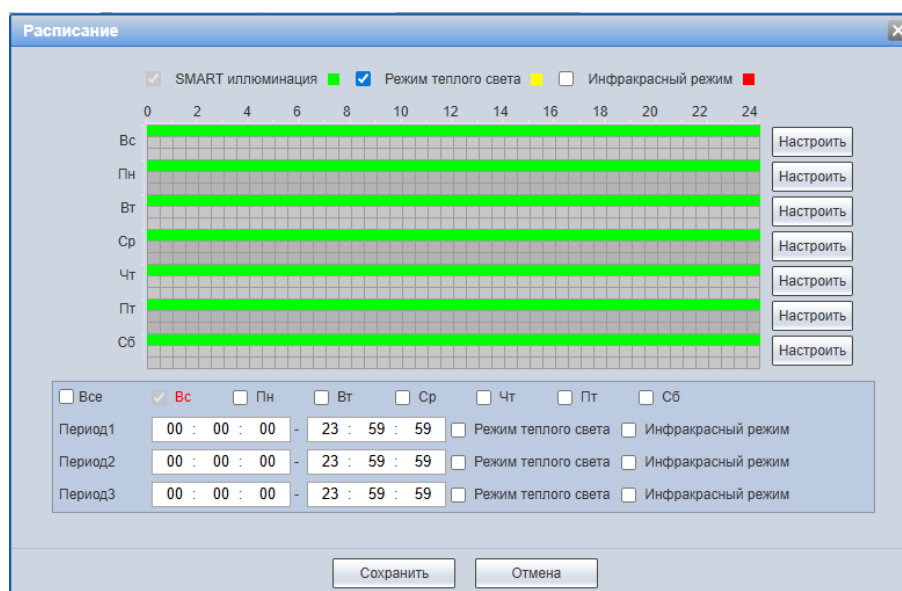 Расписание
SMART иллюминация Режим теплого света Инфракрасный режим
0 2 4 6 8 10 12 14 16 18 20 22 24
Вс Настроить
Пн Настроить
Вт Настроить
Ср Настроить
Чт Настроить
Пт Настроить
Сб Настроить
Все Вс Пн Вт Ср Чт Пт Сб
Период1 00 : 00 : 00 - 23 : 59 : 59 Режим теплого света Инфракрасный режим
Период2 00 : 00 : 00 - 23 : 59 : 59 Режим теплого света Инфракрасный режим
Период3 00 : 00 : 00 - 23 : 59 : 59 Режим теплого света Инфракрасный режим
Сохранить Отмена